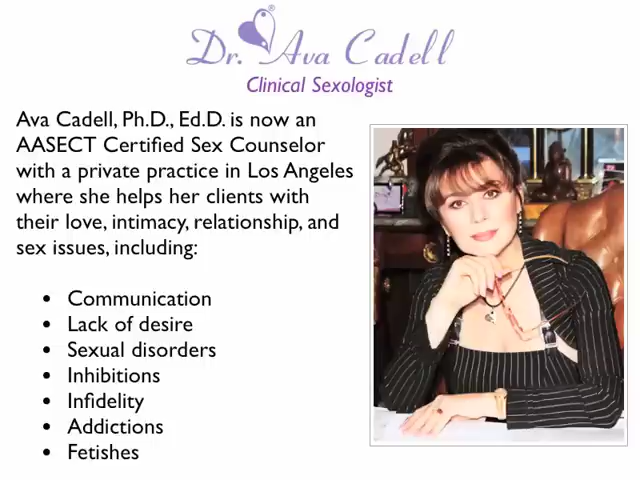 Dr. Ava Cadell®
Clinical Sexologist
Ava Cadell, Ph.D., Ed.D. is now an
AASECT Certified Sex Counselor
with a private practice in Los Angeles
where she helps her clients with
their love, intimacy, relationship, and
sex issues, including:
• Communication
• Lack of desire
• Sexual disorders
• Inhibitions
• Infidelity
• Addictions
• Fetishes